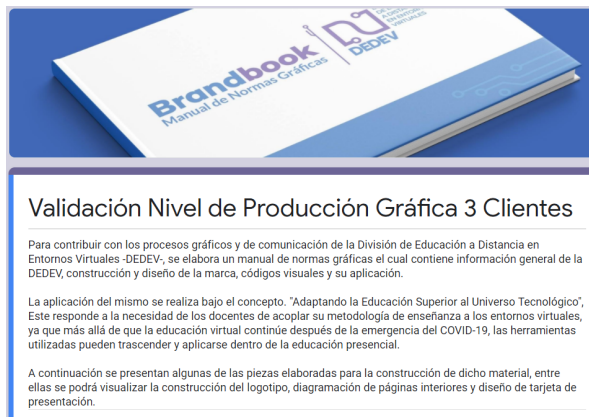 DE EDUCACIÓN
A DISTANCIA
EN ENTORNOS
VIRTUALES
DEDEV
Brandbook
Manual de Normas Gráficas
Validación Nivel de Producción Gráfica 3 Clientes
Para contribuir con los procesos gráficos y de comunicación de la División de Educación a Distancia en
Entornos Virtuales -DEDEV-, se elabora un manual de normas gráficas el cual contiene información general de la
DEDEV, construcción y diseño de la marca, códigos visuales y su aplicación.
La aplicación del mismo se realiza bajo el concepto. "Adaptando la Educación Superior al Universo Tecnológico",
Este responde a la necesidad de los docentes de acoplar su metodología de enseñanza a los entornos virtuales,
ya que más allá de que la educación virtual continúe después de la emergencia del COVID-19, las herramientas
utilizadas pueden trascender y aplicarse dentro de la educación presencial.
A continuación se presentan algunas de las piezas elaboradas para la construcción de dicho material, entre
ellas se podrá visualizar la construcción del logotipo, diagramación de páginas interiores y diseño de tarjeta de
presentación.